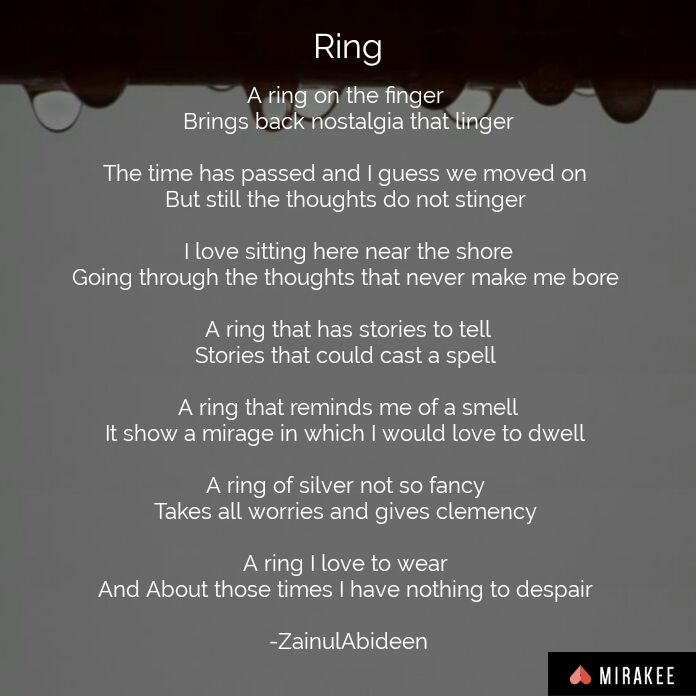 Ring
A ring on the finger
Brings back nostalgia that linger
The time has passed and I guess we moved on
But still the thoughts do not stinger
I love sitting here near the shore
Going through the thoughts that never make me bore
A ring that has stories to tell
Stories that could cast a spell
A ring that reminds me of a smell
It show a mirage in which I would love to dwell
A ring of silver not so fancy
Takes all worries and gives clemency
A ring I love to wear
And About those times I have nothing to despair
-ZainulAbideen
MIRAKEE